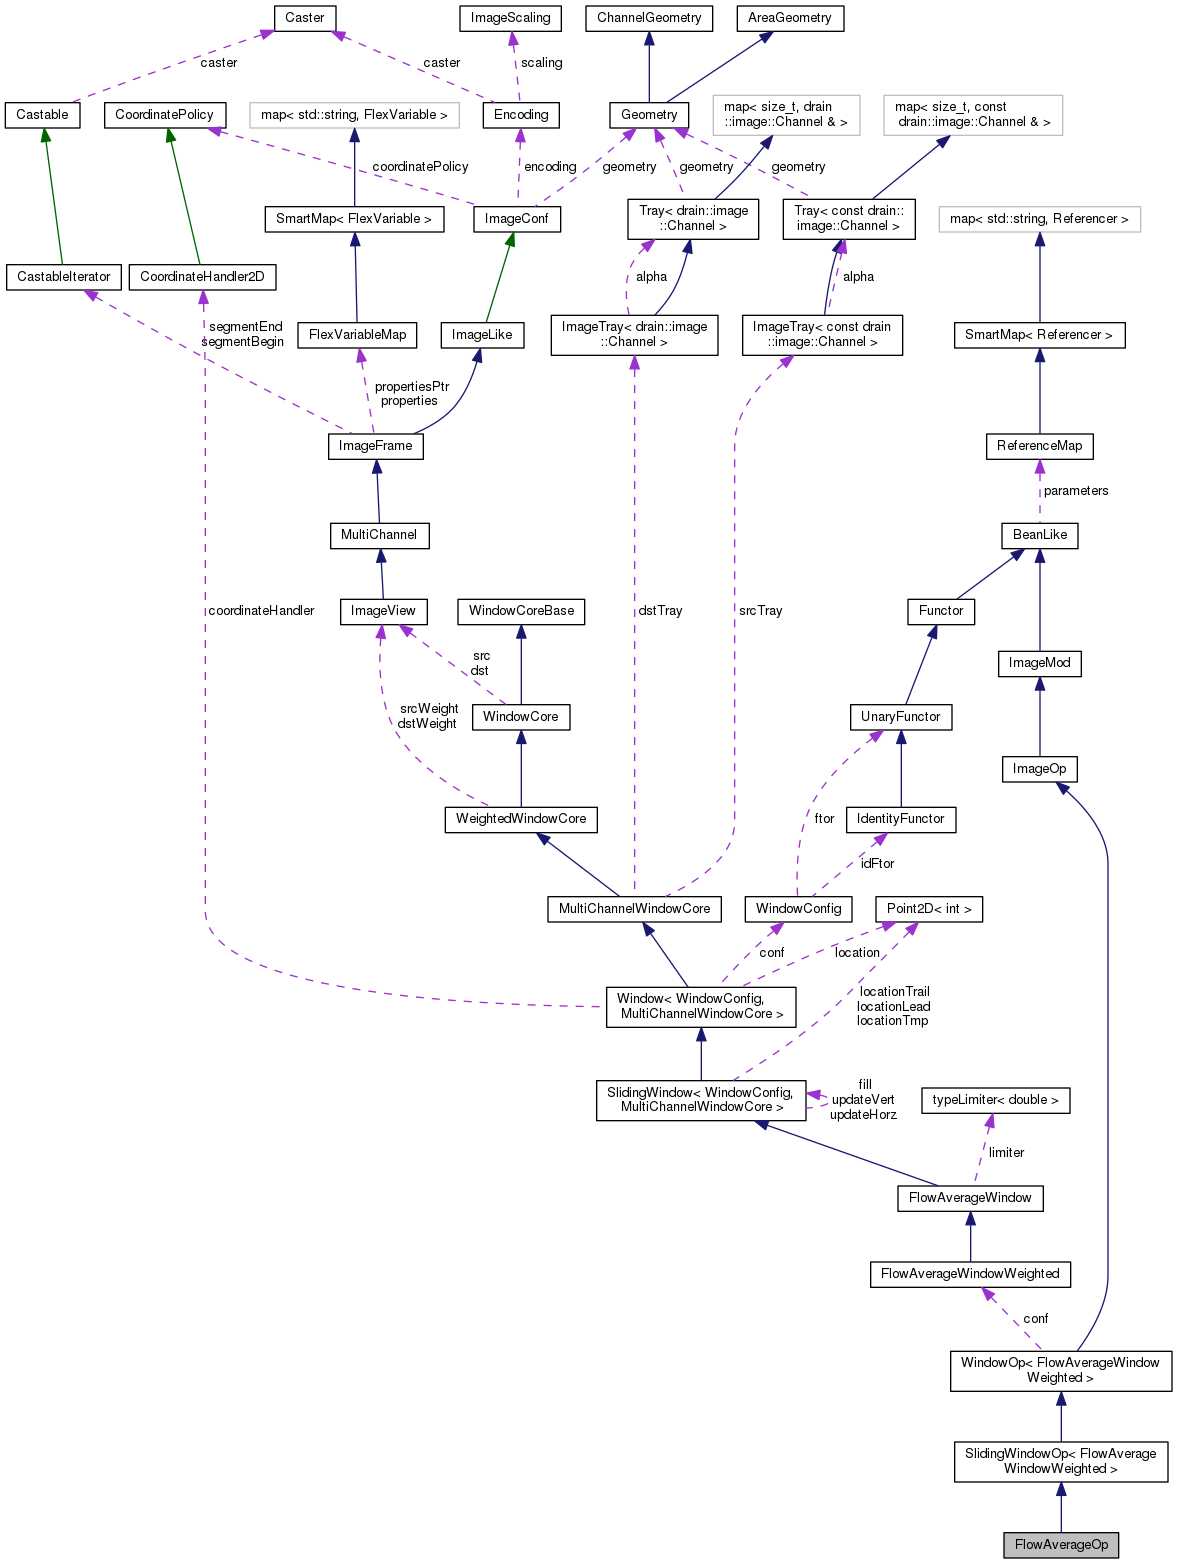 Caster
ImageScaling
ChannelGeometry
AreaGeometry
caster
caster
scaling
Castable
CoordinatePolicy
map< std::string, FlexVariable >
Encoding
Geometry
map< size_t, drain
::image::Channel & >
map< size_t, const
drain::image::Channel & >
coordinatePolicy
encoding
geometry
geometry
geometry
SmartMap< FlexVariable >
ImageConf
Tray< drain::image
::Channel >
Tray< const drain::
image::Channel >
map< std::string, Referencer >
CastableIterator
CoordinateHandler2D
alpha
alpha
segmentEnd
segmentBegin
FlexVariableMap
ImageLike
ImageTray< drain::image
::Channel >
ImageTray< const drain
::image::Channel >
SmartMap< Referencer >
propertiesPtr
properties
ImageFrame
ReferenceMap
parameters
MultiChannel
BeanLike
coordinateHandler
ImageView
WindowCoreBase
dstTray
srcTray
Functor
src
dst
ImageMod
srcWeight
dstWeight
WindowCore
UnaryFunctor
ImageOp
WeightedWindowCore
ftor
IdentityFunctor
idFtor
MultiChannelWindowCore
WindowConfig
Point2D< int >
conf
location
Window< WindowConfig,
MultiChannelWindowCore >
locationTrail
locationLead
locationTmp
SlidingWindow< WindowConfig,
MultiChannelWindowCore >
fill
updateVert
updateHorz
typeLimiter< double >
limiter
FlowAverageWindow
FlowAverageWindowWeighted
conf
WindowOp< FlowAverageWindow
Weighted >
SlidingWindowOp< FlowAverage
WindowWeighted >
FlowAverageOp